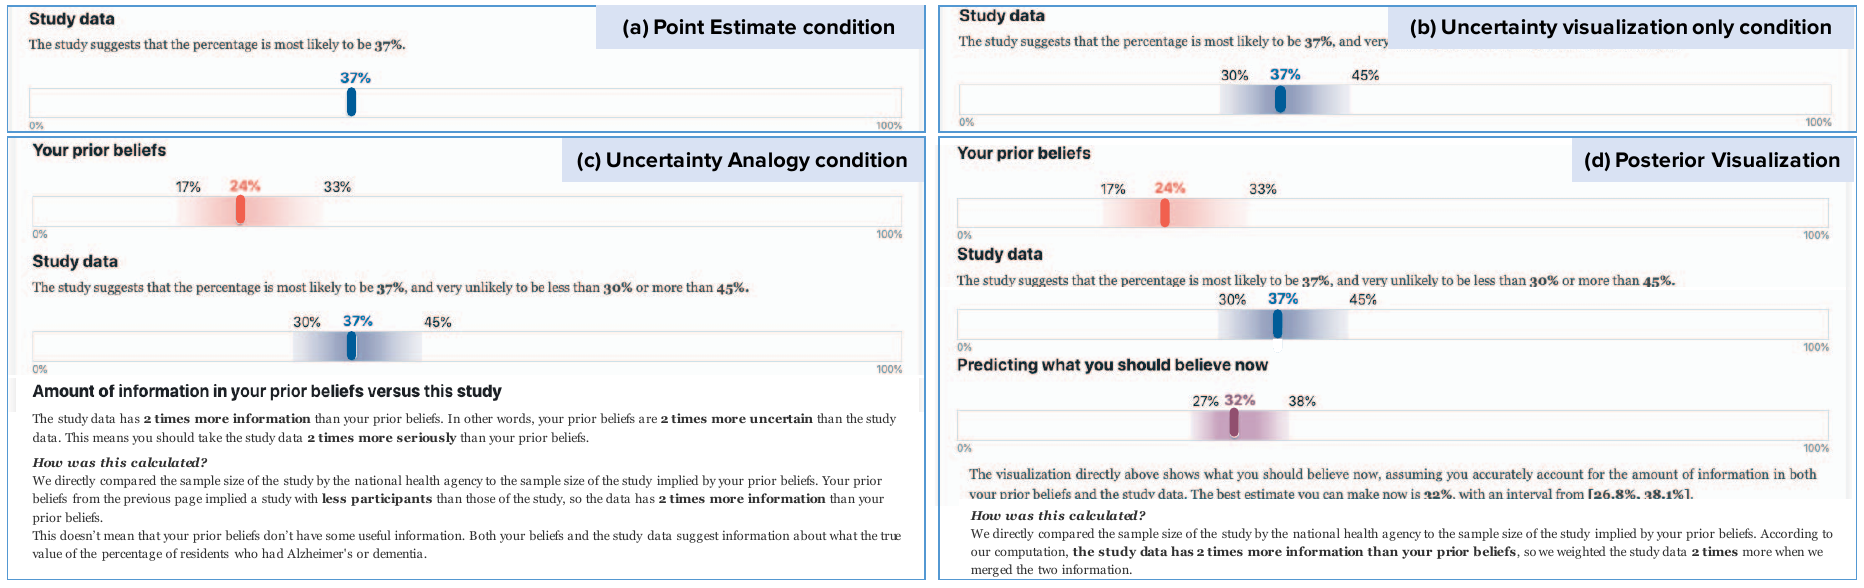 Study data
(a) Point Estimate condition
The study suggests that the percentage is most likely to be 37%.
37%
0%
100%
Study data
(b) Uncertainty visualization only condition
The study suggests that the percentage is most likely to be 37%, and very
30%
37%
45%
0%
100%
Your prior beliefs
(c) Uncertainty Analogy condition
17%
24%
33%
0%
100%
Study data
The study suggests that the percentage is most likely to be 37%, and very unlikely to be less than 30% or more than 45%.
30%
37%
45%
0%
100%
Amount of information in your prior beliefs versus this study
The study data has 2 times more information than your prior beliefs. In other words, your prior beliefs are 2 times more uncertain than the study
data. This means you should take the study data 2 times more seriously than your prior beliefs.
How was this calculated?
We directly compared the sample size of the study by the national health agency to the sample size of the study implied by your prior beliefs. Your prior
beliefs from the previous page implied a study with less participants than those of the study, so the data has 2 times more information than your
prior beliefs.
This doesn't mean that your prior beliefs don't have some useful information. Both your beliefs and the study data suggest information about what the true
value of the percentage of residents who had Alzheimer's or dementia.
Your prior beliefs
(d) Posterior Visualization
17%
24%
33%
0%
100%
Study data
The study suggests that the percentage is most likely to be 37%, and very unlikely to be less than 30% or more than 45%.
30%
37%
45%
0%
100%
Predicting what you should believe now
27%
32%
38%
0%
100%
The visualization directly above shows what you should believe now, assuming you accurately account for the amount of information in both
your prior beliefs and the study data. The best estimate you can make now is 32%, with an interval from [26.8%, 38.1%].
How was this calculated?
We directly compared the sample size of the study by the national health agency to the sample size of the study implied by your prior beliefs. According to
our computation, the study data has 2 times more information than your prior beliefs, so we weighted the study data 2 times more when we
merged the two information.